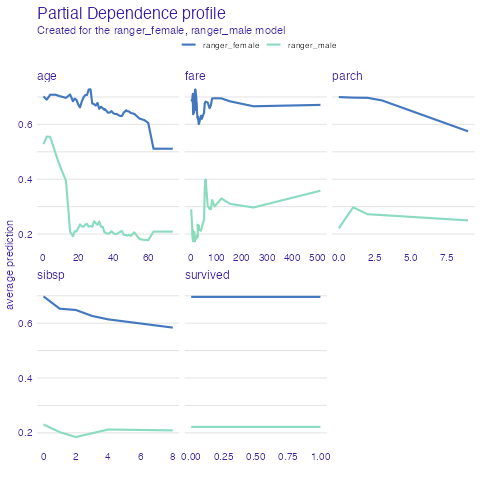 Partial Dependence profile
Created for the ranger_female, ranger_male model
ranger_female ranger_male
age fare parch
0.6
0.4
0.2
0 20 40 60 0 100 200 300 400 500 0.0 2.5 5.0 7.5
average prediction
sibsp survived
0.6
0.4
0.2
0 2 4 6 8 0.00 0.25 0.50 0.75 1.00